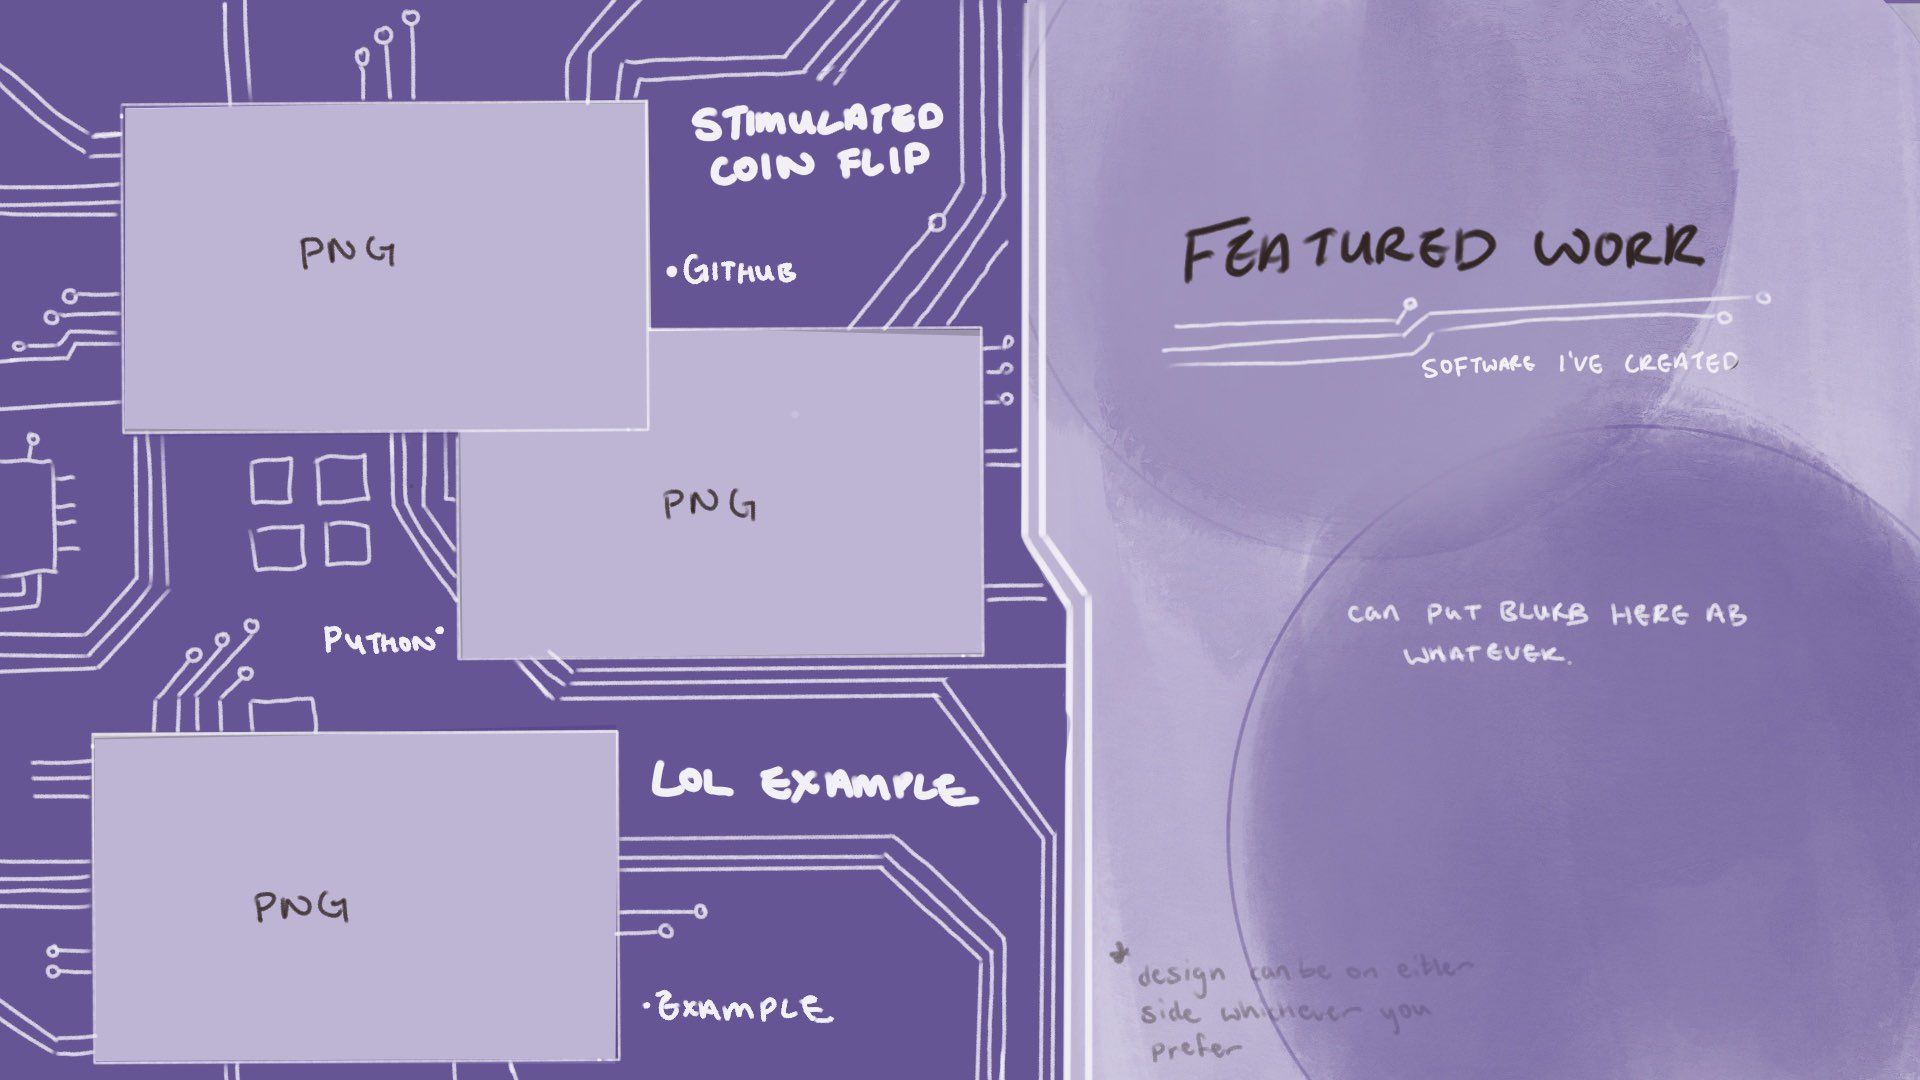 STIMULATED
COIN FLIP
PNG
•GITHUB
PNG
PYTHON•
LOL EXAMPLE
PNG
•EXAMPLE
FEATURED WORK
SOFTWARE I'VE CREATED
CAN PUT BLURB HERE AB
WHATEVER.
* design can be on either
side whichever you
prefer